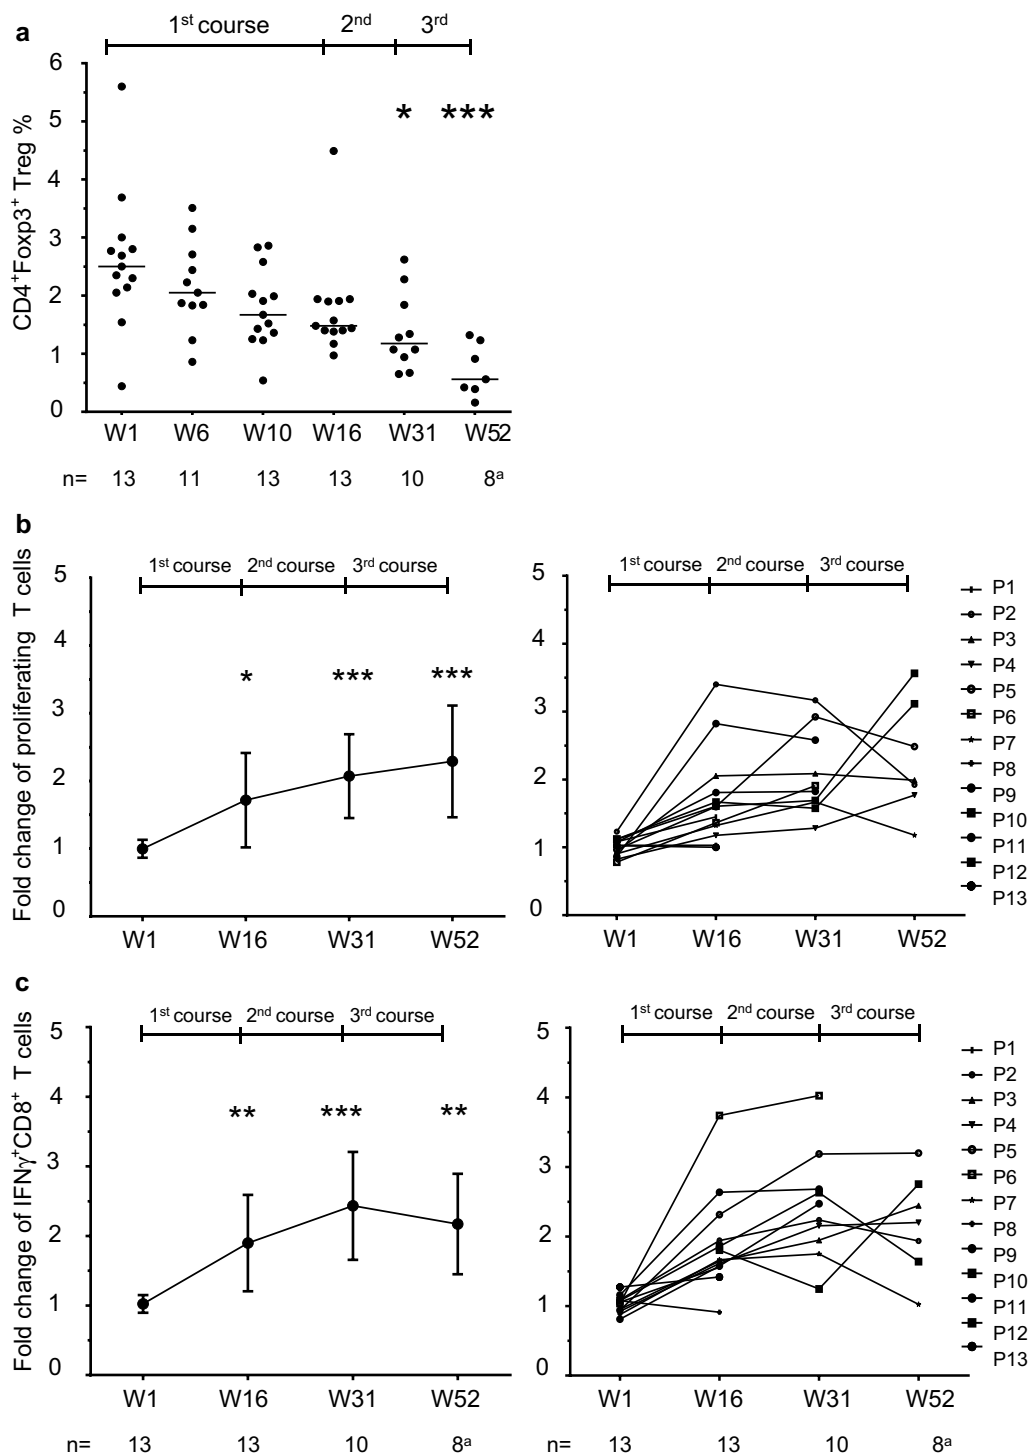 a
1st course 2nd 3rd
CD4+Foxp3+ Treg %
6
5
4
3
2
1
0
* ***
W1 W6 W10 W16 W31 W52
n= 13 11 13 13 10 8a
b
Fold change of proliferating T cells
1st course 2nd course 3rd course
5
4
3
2
1
0
* *** ***
W1 W16 W31 W52
1st course 2nd course 3rd course
5
4
3
2
1
0
W1 W16 W31 W52
P1
P2
P3
P4
P5
P6
P7
P8
P9
P10
P11
P12
P13
c
Fold change of IFNγ+CD8+ T cells
1st course 2nd course 3rd course
5
4
3
2
1
0
** *** **
W1 W16 W31 W52
n= 13 13 10 8a
1st course 2nd course 3rd course
5
4
3
2
1
0
W1 W16 W31 W52
13 13 10 8a
P1
P2
P3
P4
P5
P6
P7
P8
P9
P10
P11
P12
P13